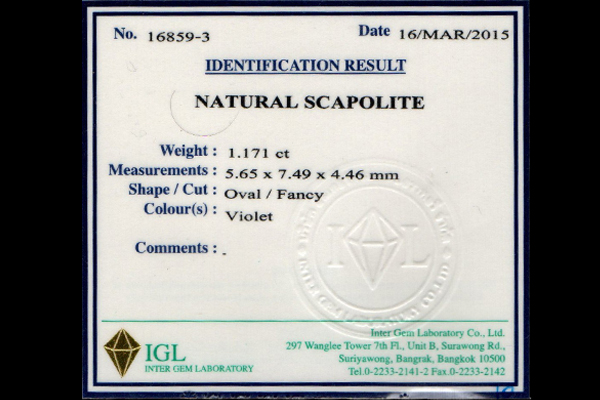 No. 16859-3 Date 16/MAR/2015
IDENTIFICATION RESULT
NATURAL SCAPOLITE
Weight : 1.171 ct
Measurements : 5.65 x 7.49 x 4.46 mm
Shape / Cut : Oval / Fancy
Colour(s) : Violet
Comments : -
I L
IGL
INTER GEM LABORATORY
Inter Gem Laboratory Co., Ltd.
297 Wanglee Tower 7th Fl., Unit B, Surawong Rd.,
Suriyawong, Bangrak, Bangkok 10500
Tel.0-2233-2141-2 Fax.0-2233-2142